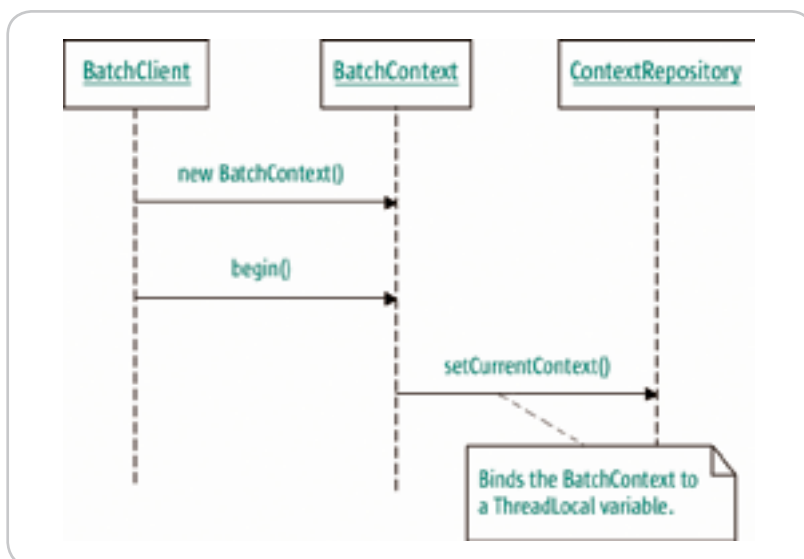 BatchClient
BatchContext
ContextRepository
new BatchContext()
begin()
setCurrentContext()
Binds the BatchContext to
a ThreadLocal variable.